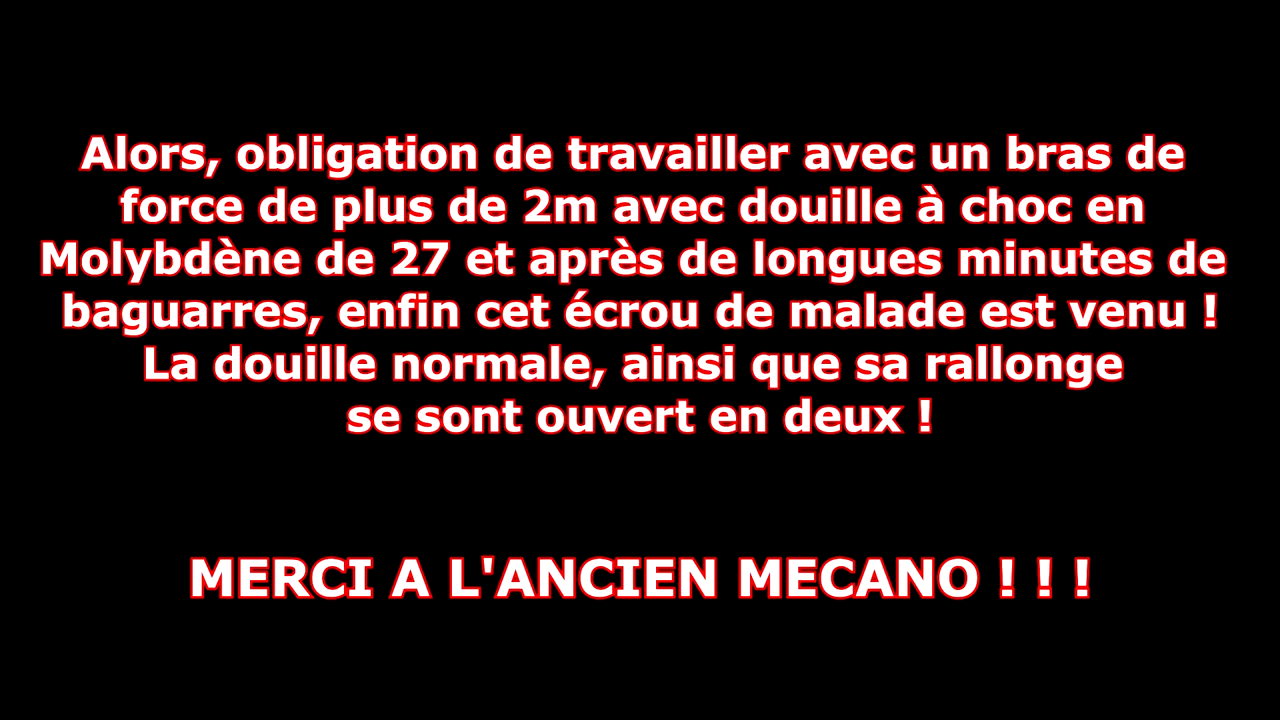 Alors, obligation de travailler avec un bras de
force de plus de 2m avec douille à choc en
Molybdène de 27 et après de longues minutes de
baguarres, enfin cet écrou de malade est venu !
La douille normale, ainsi que sa rallonge
se sont ouvert en deux !
MERCI A L'ANCIEN MECANO ! ! !